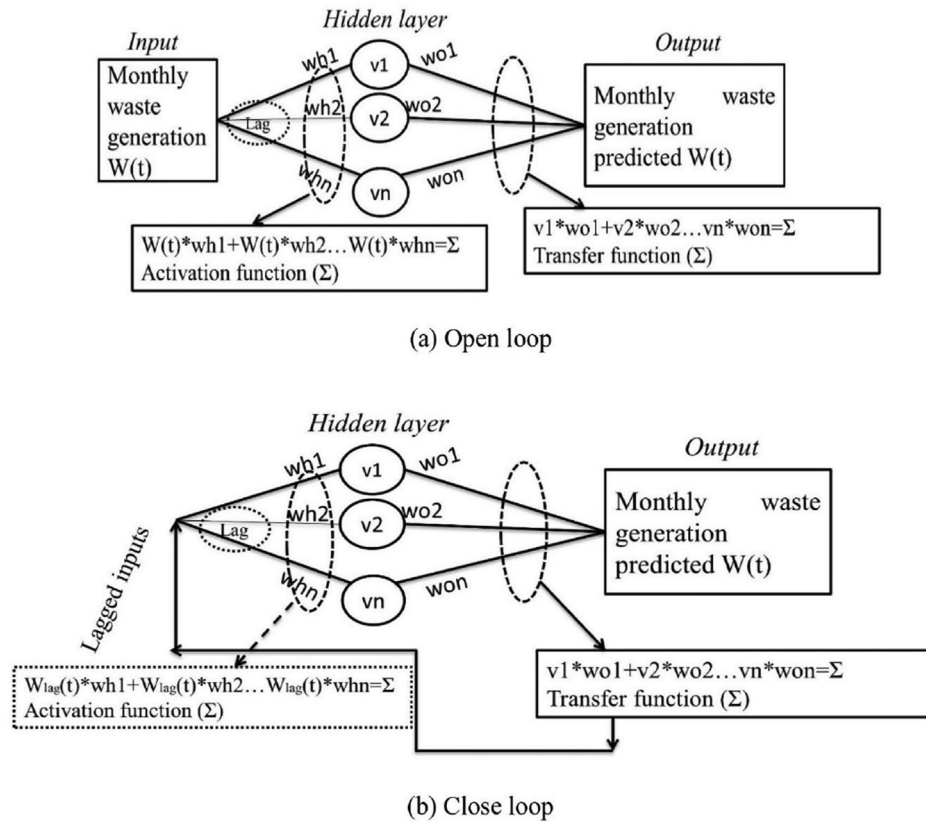 Hidden layer
Input
Output
Monthly waste generation W(t)
Lag
wh1
wh2
whn
v1
v2
vn
wo1
wo2
won
Monthly waste
generation
predicted W(t)
W(t)*wh1+W(t)*wh2...W(t)*whn=Σ
Activation function (Σ)
v1*wo1+v2*wo2...vn*won=Σ
Transfer function (Σ)
(a) Open loop
Hidden layer
Output
Lagged inputs
Lag
wh1
wh2
whn
v1
v2
vn
wo1
wo2
won
Monthly waste
generation
predicted W(t)
Wlag(t)*wh1+Wlag(t)*wh2...Wlag(t)*whn=Σ
Activation function (Σ)
v1*wo1+v2*wo2...vn*won=Σ
Transfer function (Σ)
(b) Close loop